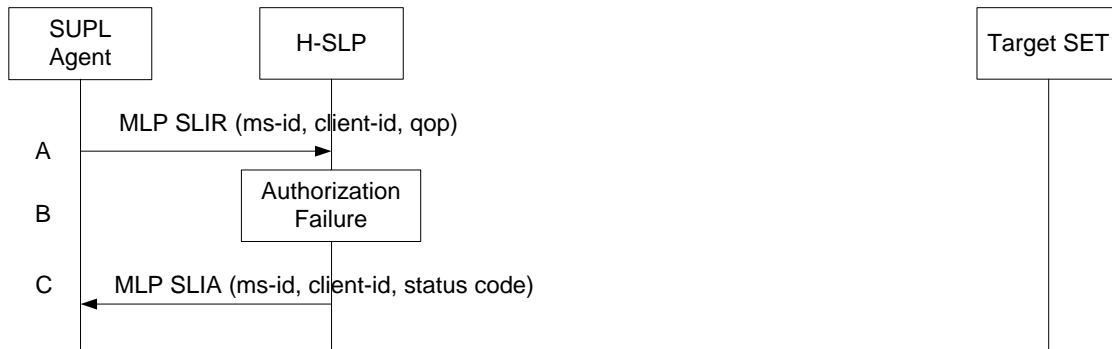 SUPL
Agent
H-SLP
Target SET
MLP SLIR (ms-id, client-id, qop)
A
Authorization
Failure
B
C
MLP SLIA (ms-id, client-id, status code)